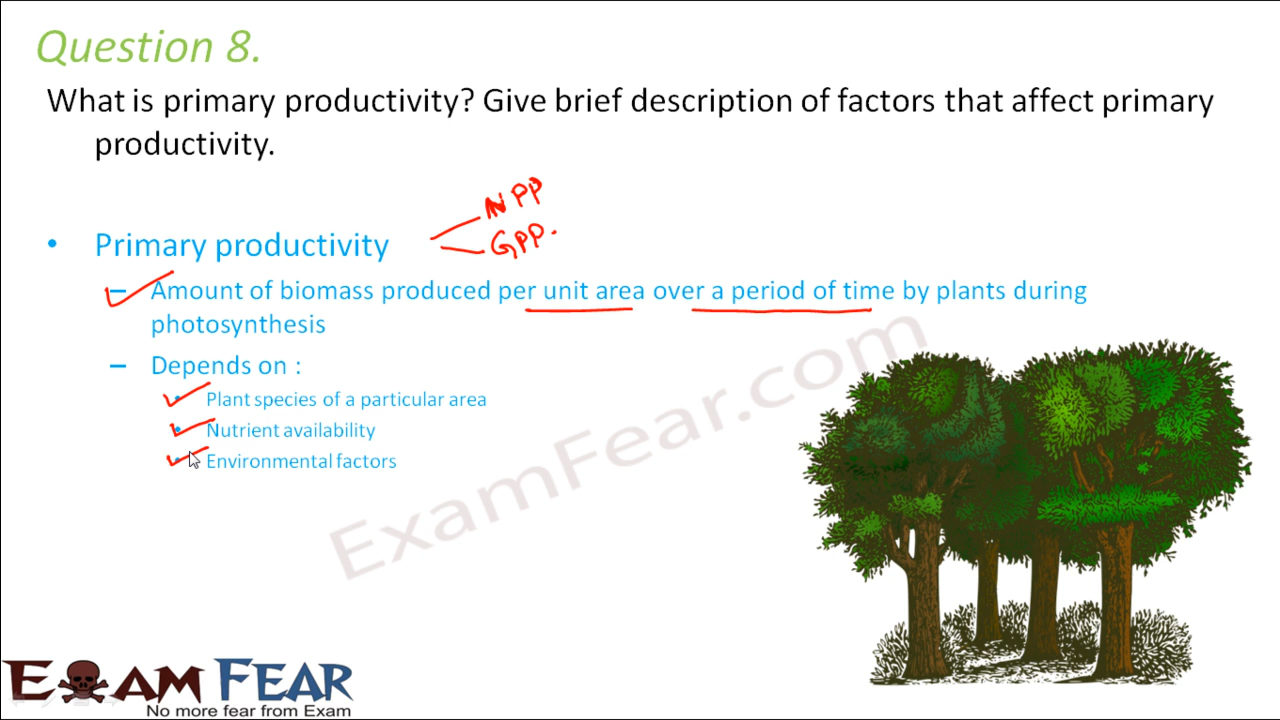 Question 8.
What is primary productivity? Give brief description of factors that affect primary
productivity.
NPP
• Primary productivity
GPP.
– Amount of biomass produced per unit area over a period of time by plants during
photosynthesis
– Depends on :
• Plant species of a particular area
• Nutrient availability
• Environmental factors
ExamFear.com
EXAM FEAR
No more fear from Exam